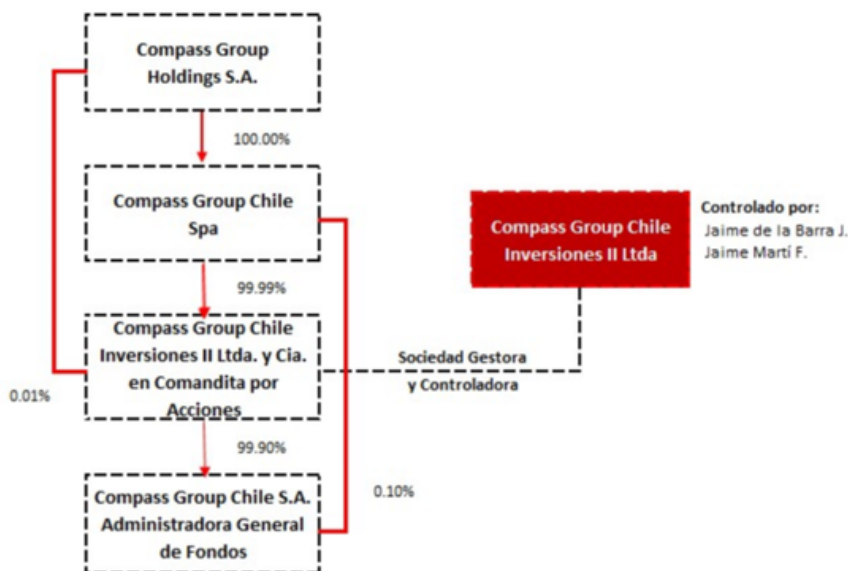 Compass Group
Holdings S.A.
100.00%
Compass Group Chile
Spa
99.99%
Compass Group Chile
Inversiones II Ltda. y Cia.
en Comandita por
Acciones
0.01%
99.90%
Compass Group Chile S.A.
Administradora General
de Fondos
0.10%
Sociedad Gestora
y Controladora
Compass Group Chile
Inversiones II Ltda
Controlado por:
Jaime de la Barra J.
Jaime Martí F.